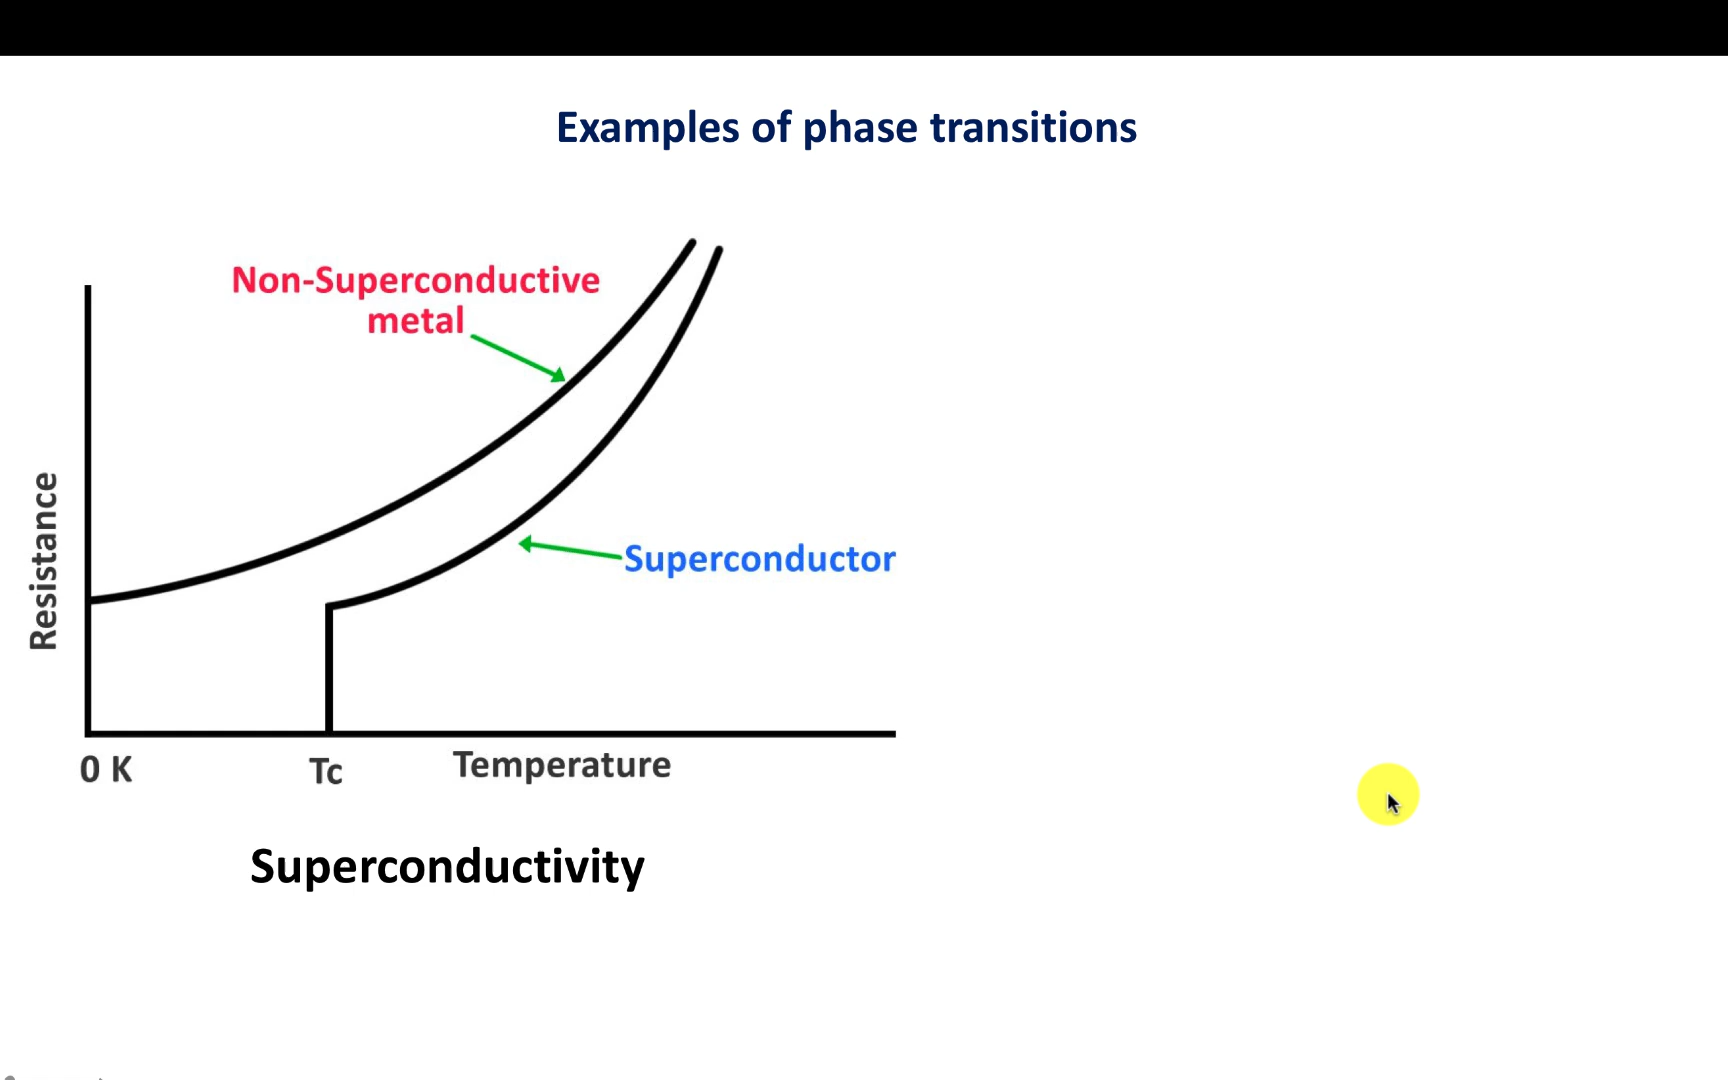 Examples of phase transitions
Non-Superconductive
metal
Resistance
Superconductor
0 K
Tc
Temperature
Superconductivity